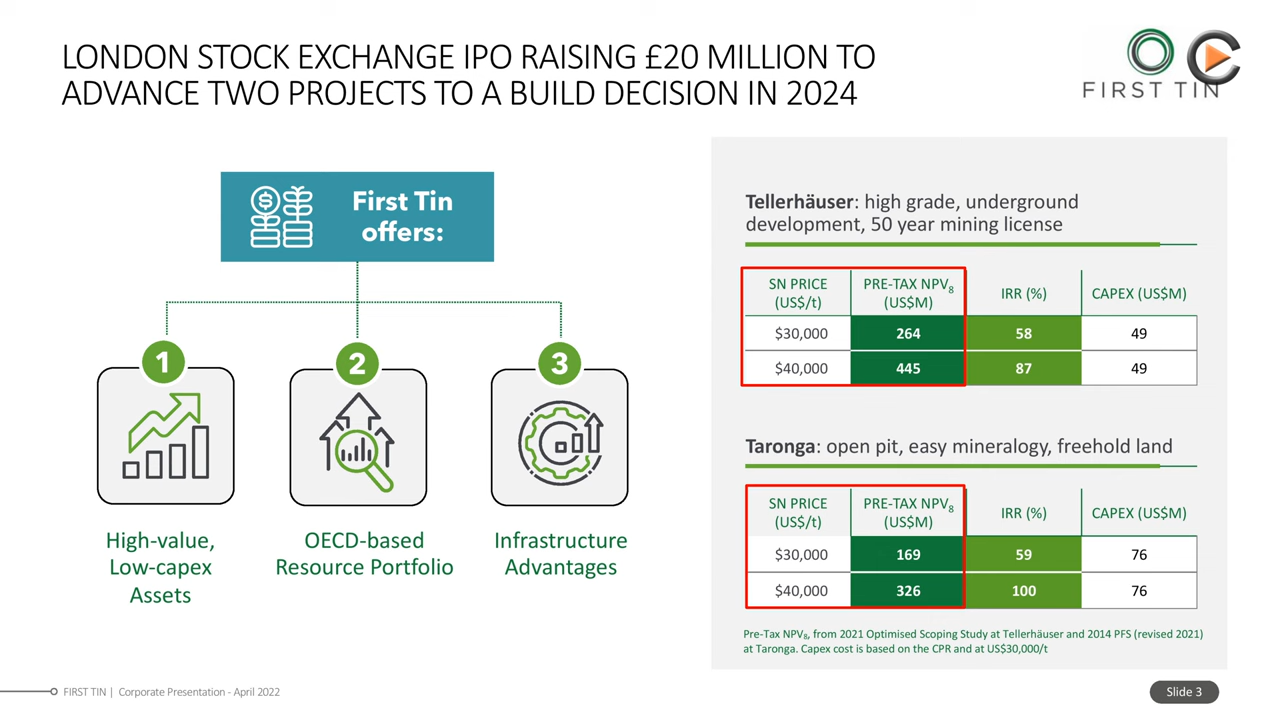 LONDON STOCK EXCHANGE IPO RAISING £20 MILLION TO
ADVANCE TWO PROJECTS TO A BUILD DECISION IN 2024
FIRST TIN
First Tin
offers:
1
2
3
High-value,
Low-capex
Assets
OECD-based
Resource Portfolio
Infrastructure
Advantages
Tellerhäuser: high grade, underground
development, 50 year mining license
SN PRICE
(US$/t)
PRE-TAX NPV8
(US$M)
IRR (%)
CAPEX (US$M)
$30,000 264 58 49
$40,000 445 87 49
Taronga: open pit, easy mineralogy, freehold land
SN PRICE
(US$/t)
PRE-TAX NPV8
(US$M)
IRR (%)
CAPEX (US$M)
$30,000 169 59 76
$40,000 326 100 76
Pre-Tax NPV8, from 2021 Optimised Scoping Study at Tellerhäuser and 2014 PFS (revised 2021)
at Taronga. Capex cost is based on the CPR and at US$30,000/t
FIRST TIN | Corporate Presentation - April 2022
Slide 3